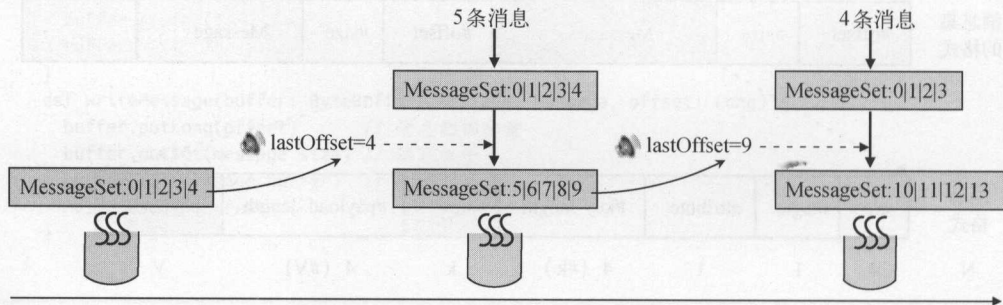 5条消息
4条消息
MessageSet:0|1|2|3|4
MessageSet:0|1|2|3
lastOffset=4
lastOffset=9
MessageSet:0|1|2|3|4
MessageSet:5|6|7|8|9
MessageSet:10|11|12|13